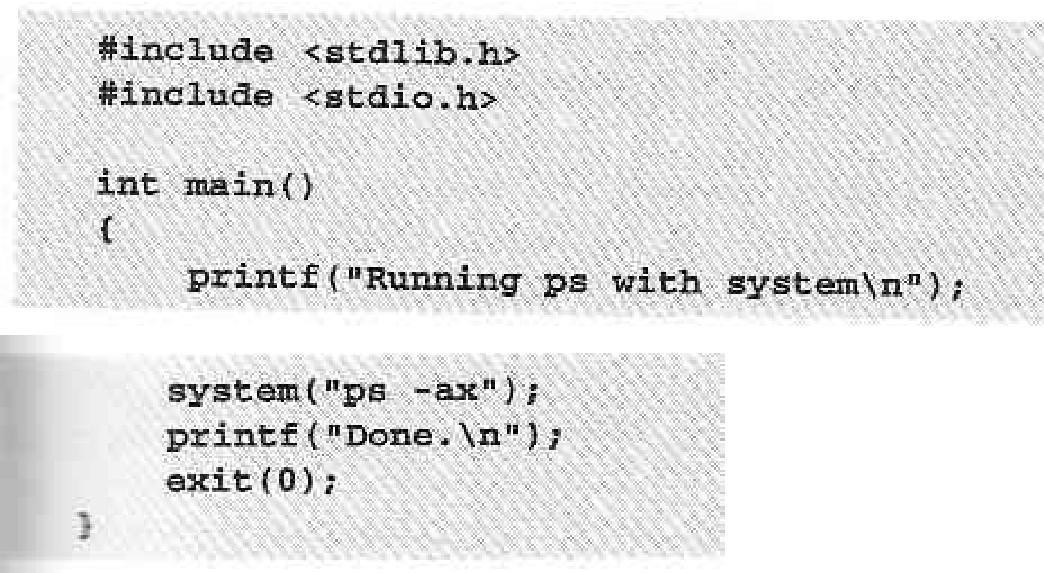 #include <stdlib.h>
#include <stdio.h>
int main()
{
printf("Running ps with system\n");
system("ps -ax");
printf("Done.\n");
exit(0);
}